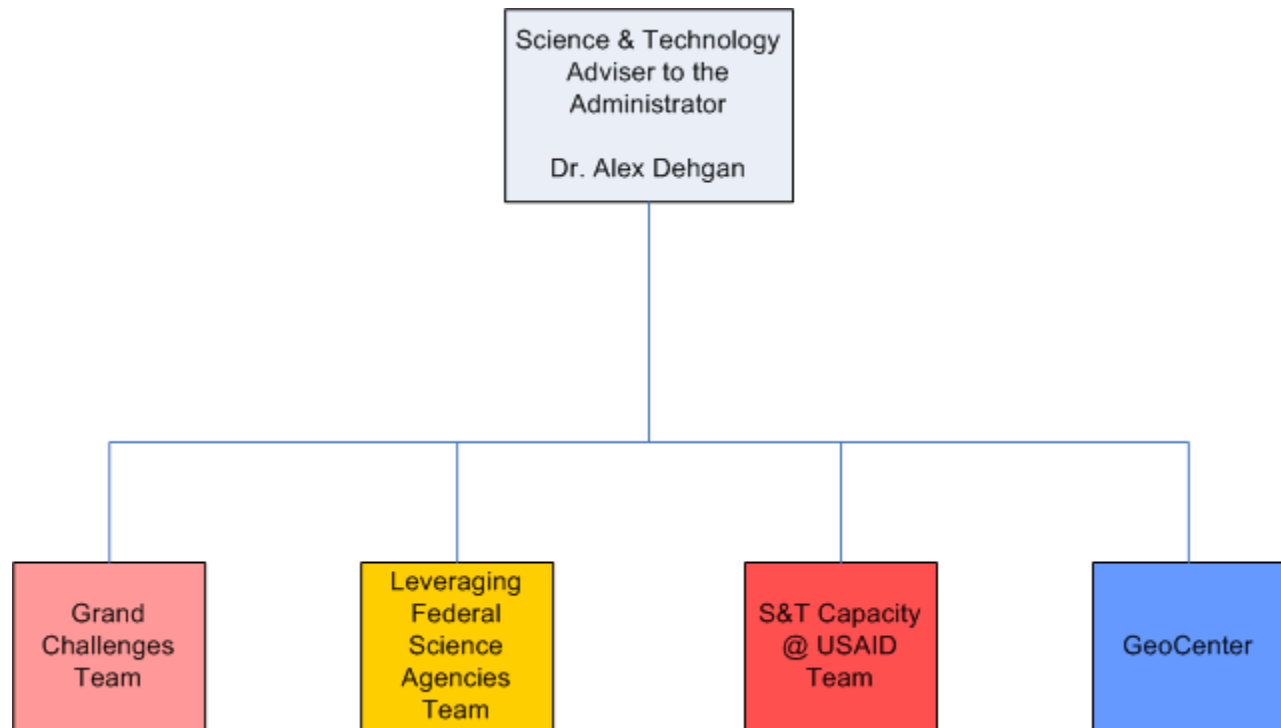 Science & Technology
Adviser to the
Administrator
Dr. Alex Dehgan
Grand
Challenges
Team
Leveraging
Federal
Science
Agencies
Team
S&T Capacity
@ USAID
Team
GeoCenter